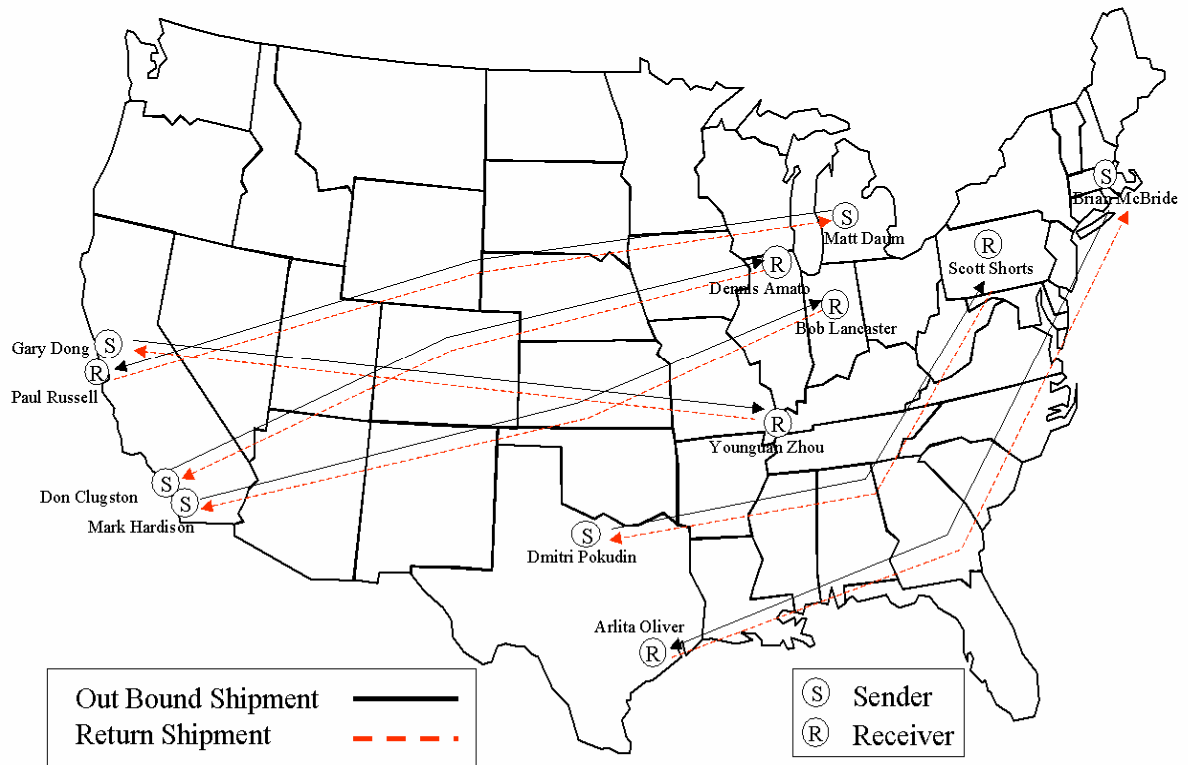 S
Brian McBride
S
Matt Daum
R
Scott Shorts
R
Dennis Amato
R
Bob Lancaster
Gary Dong
S
R
Paul Russell
R
Younguan Zhou
S
Don Clugston
S
Mark Hardison
S
Dmitri Pokudin
Arlita Oliver
R
Out Bound Shipment
Return Shipment
S Sender
R Receiver